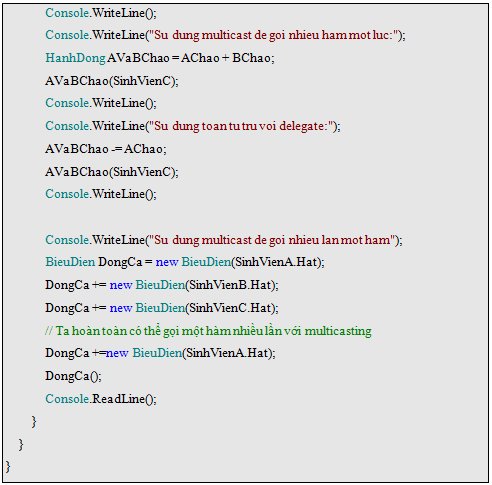 Console.WriteLine();
Console.WriteLine("Su dung multicast de goi nhieu ham mot luc:");
HanhDong AVaBChao = AChao + BChao;
AVaBChao(SinhVienC);
Console.WriteLine();
Console.WriteLine("Su dung toan tu tru voi delegate:");
AVaBChao -= AChao;
AVaBChao(SinhVienC);
Console.WriteLine();
Console.WriteLine("Su dung multicast de goi nhieu lan mot ham");
BieuDien DongCa = new BieuDien(SinhVienA.Hat);
DongCa += new BieuDien(SinhVienB.Hat);
DongCa += new BieuDien(SinhVienC.Hat);
// Ta hoàn toàn có thể gọi một hàm nhiều lần với multicasting
DongCa +=new BieuDien(SinhVienA.Hat);
DongCa();
Console.ReadLine();
}
}
}